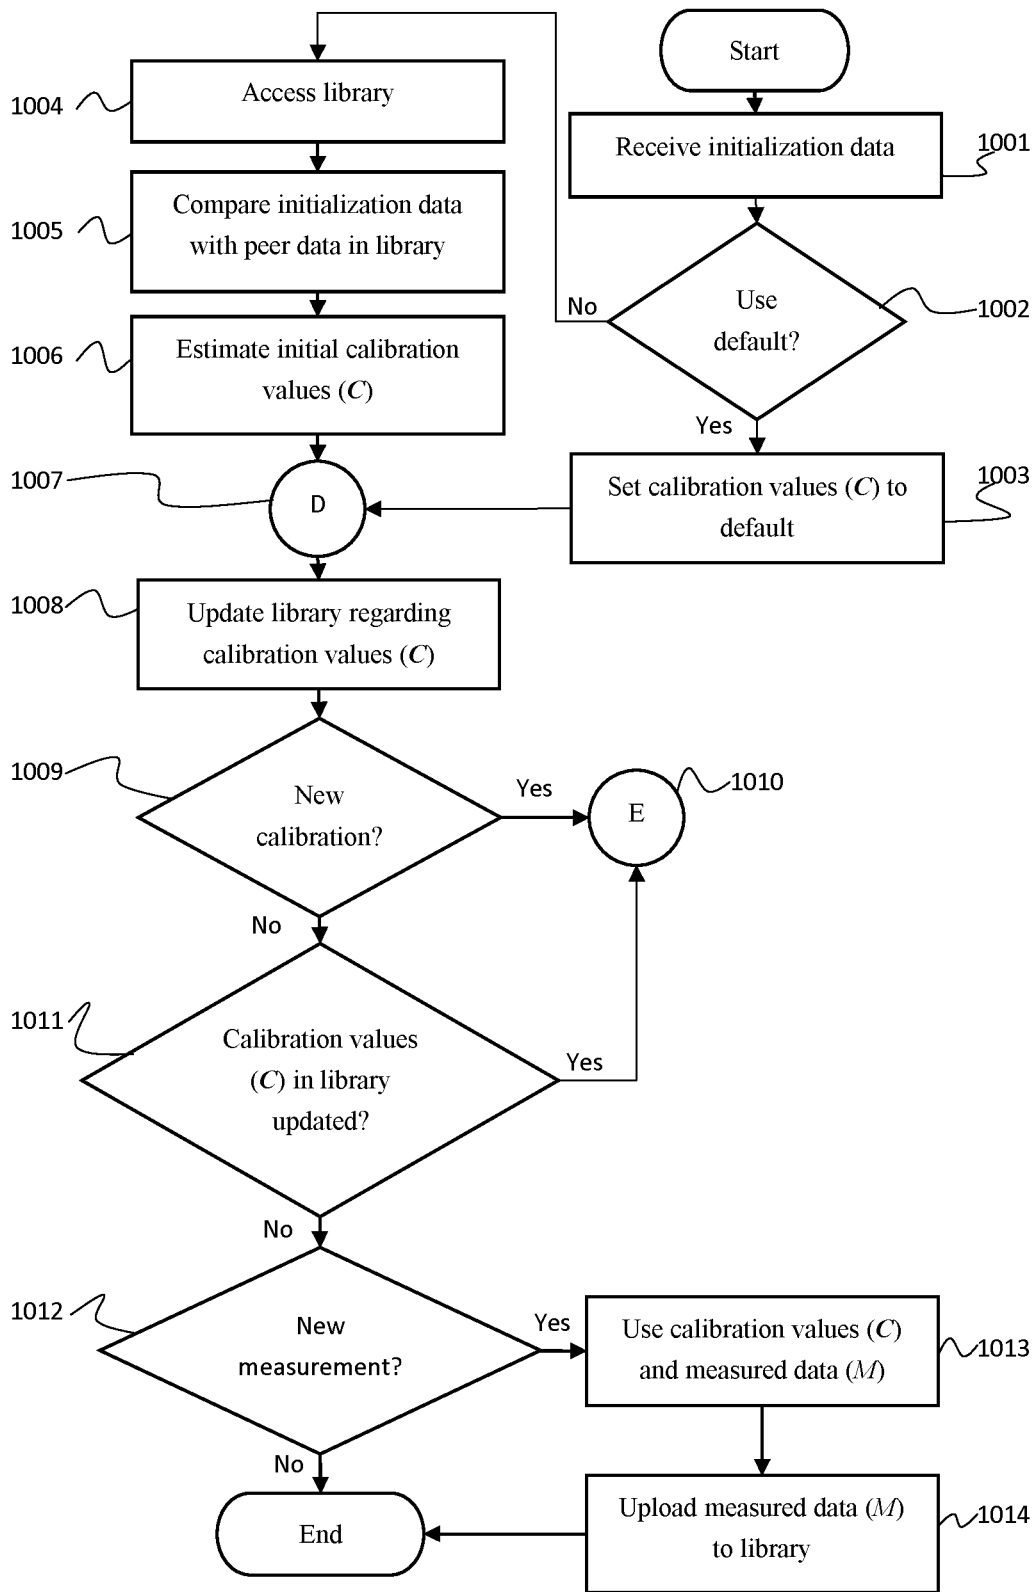 Start
1001
Receive initialization data
1002
Use
default?
No
Yes
1003
Set calibration values (C) to
default
1004
Access library
1005
Compare initialization data
with peer data in library
1006
Estimate initial calibration
values (C)
1007
D
1008
Update library regarding
calibration values (C)
1009
New
calibration?
Yes
E
1010
No
1011
Calibration values
(C) in library
updated?
Yes
No
1012
New
measurement?
Yes
Use calibration values (C)
and measured data (M)
1013
No
Upload measured data (M)
to library
1014
End